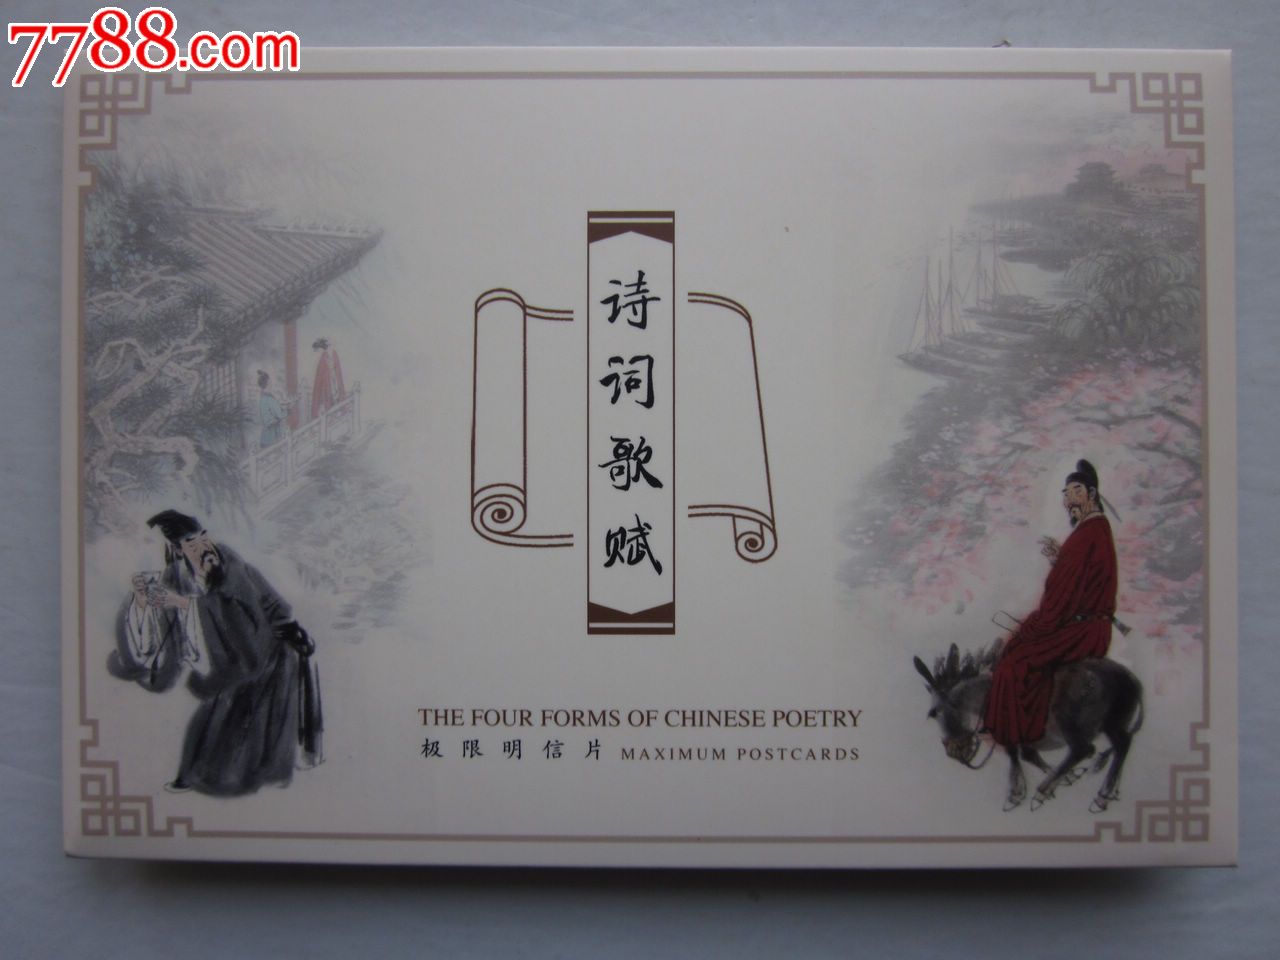 7788.com
诗词歌赋
THE FOUR FORMS OF CHINESE POETRY
极限明信片 MAXIMUM POSTCARDS